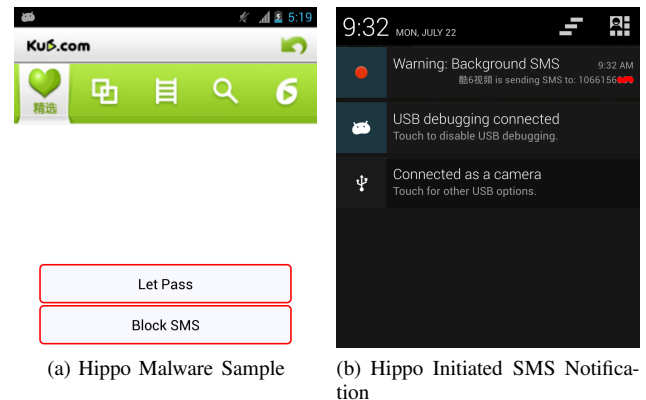 5:19
Ku6.com
精选
6
Let Pass
Block SMS
(a) Hippo Malware Sample
9:32 MON, JULY 22
Warning: Background SMS 9:32 AM
酷6视频 is sending SMS to: 1066156
USB debugging connected
Touch to disable USB debugging.
Connected as a camera
Touch for other USB options.
(b) Hippo Initiated SMS Notifica-
tion